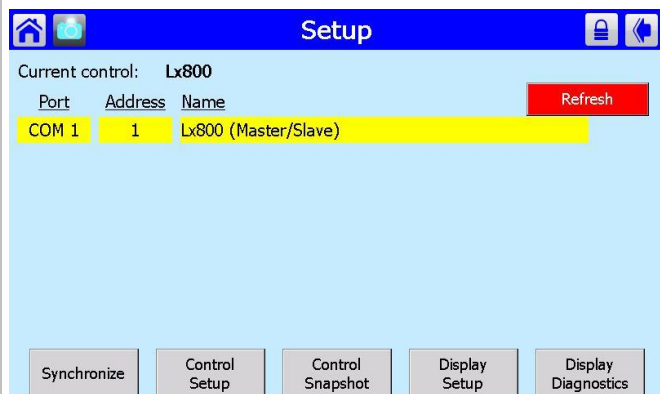 Setup
Current control: Lx800
Port Address Name
Refresh
COM 1 1 Lx800 (Master/Slave)
Synchronize
Control
Setup
Control
Snapshot
Display
Setup
Display
Diagnostics